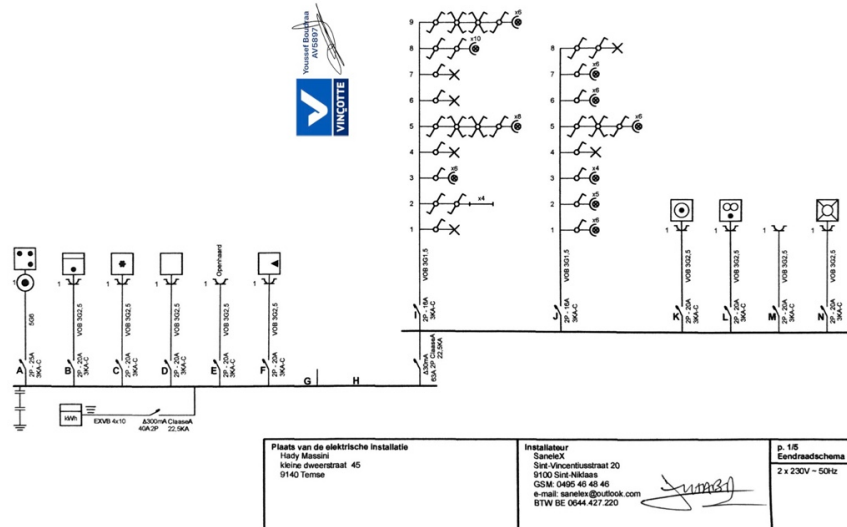 Youssef Bouitraa
AV5897
VINÇOTTE
9
x6
8
x10
7
6
5
x6
4
3
x6
2
x4
1
VOB 3G1,5
I
2P - 16A
3KA-C
8
7
x6
6
x6
5
x6
4
3
x4
2
x5
1
x6
VOB 3G1,5
J
2P - 16A
3KA-C
1
VOB 3G2,5
K
2P - 20A
3KA-C
1
VOB 3G2,5
L
2P - 20A
3KA-C
1
VOB 3G2,5
M
2P - 20A
3KA-C
1
VOB 3G2,5
N
2P - 20A
3KA-C
1
5G6
A
2P - 25A
3KA-C
1
VOB 3G2,5
B
2P - 20A
3KA-C
1
VOB 3G2,5
C
2P - 20A
3KA-C
1
VOB 3G2,5
D
2P - 20A
3KA-C
Openhaard
1
VOB 3G2,5
E
2P - 20A
3KA-C
1
VOB 3G2,5
F
2P - 20A
3KA-C
G
H
Δ30mA
63A 2P ClasseA
22,5KA
kWh
EXVB 4x10
Δ300mA ClasseA
40A 2P 22,5KA
Plaats van de elektrische installatie
Hady Massini
kleine dweerstraat 45
9140 Temse
Installateur
SaneleX
Sint-Vincentiusstraat 20
9100 Sint-Niklaas
GSM: 0495 46 48 46
e-mail: sanelex@outlook.com
BTW BE 0644.427.220
p. 1/5
Eendraadschema
2 x 230V ~ 50Hz